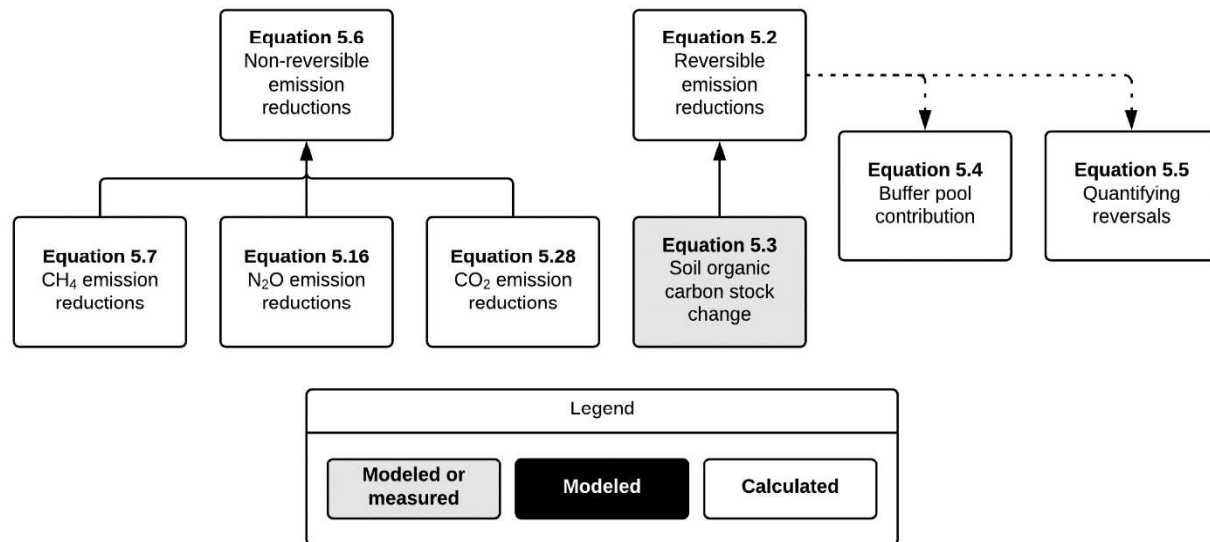 Equation 5.6
Non-reversible
emission
reductions
Equation 5.2
Reversible
emission
reductions
Equation 5.4
Buffer pool
contribution
Equation 5.5
Quantifying
reversals
Equation 5.7
CH₄ emission
reductions
Equation 5.16
N₂O emission
reductions
Equation 5.28
CO₂ emission
reductions
Equation 5.3
Soil organic
carbon stock
change
Legend
Modeled or
measured
Modeled
Calculated